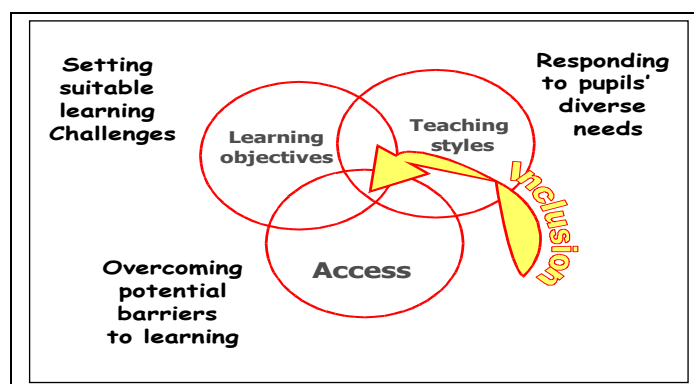 Setting
suitable
learning
Challenges
Responding
to pupils'
diverse
needs
Learning
objectives
Teaching
styles
Inclusion
Access
Overcoming
potential
barriers
to learning